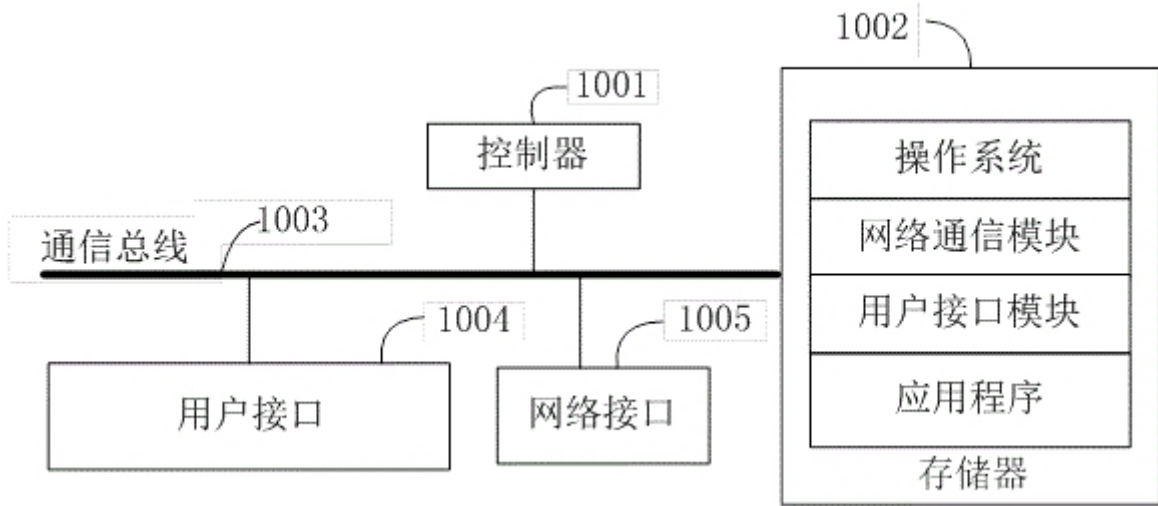 1002
1001
控制器
操作系统
1003
通信总线
网络通信模块
用户接口模块
1004
1005
用户接口
网络接口
应用程序
存储器